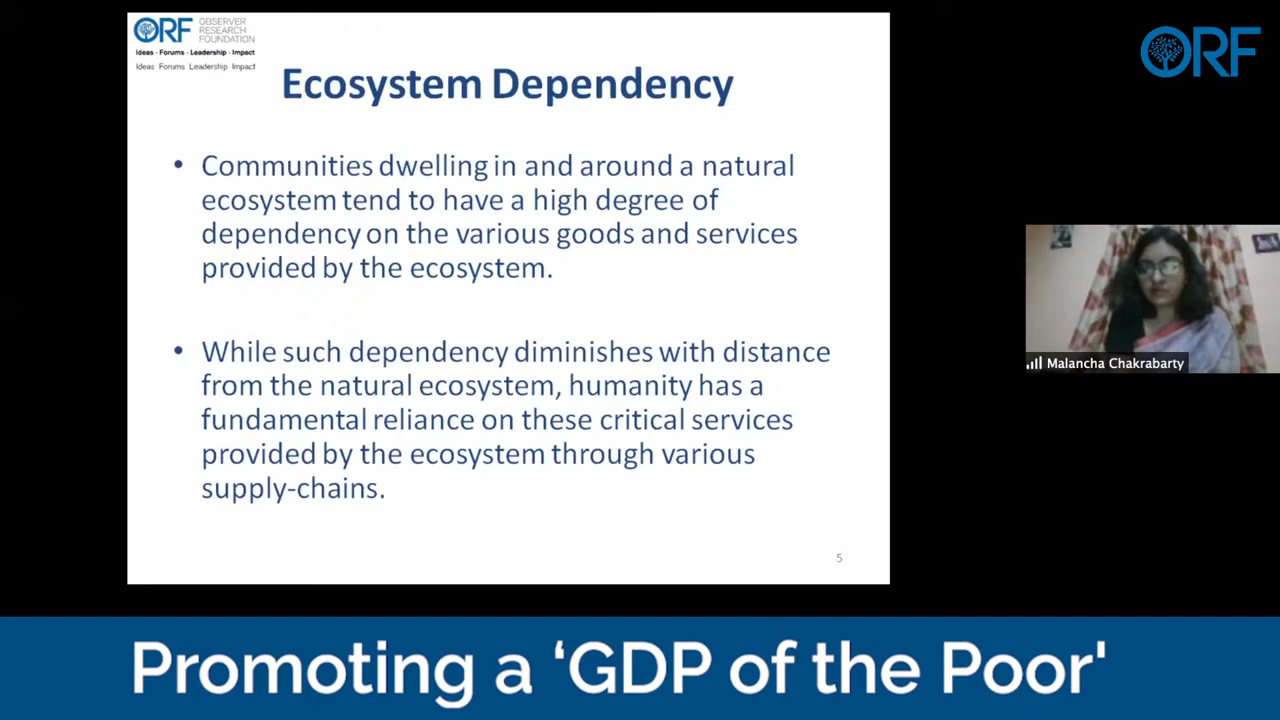 ORF
OBSERVER
RESEARCH
FOUNDATION
Ideas · Forums · Leadership · Impact
Ideas Forums Leadership Impact
ORF
Ecosystem Dependency
• Communities dwelling in and around a natural
ecosystem tend to have a high degree of
dependency on the various goods and services
provided by the ecosystem.
• While such dependency diminishes with distance
from the natural ecosystem, humanity has a
fundamental reliance on these critical services
provided by the ecosystem through various
supply-chains.
5
Malancha Chakrabarty
Promoting a ‘GDP of the Poor'